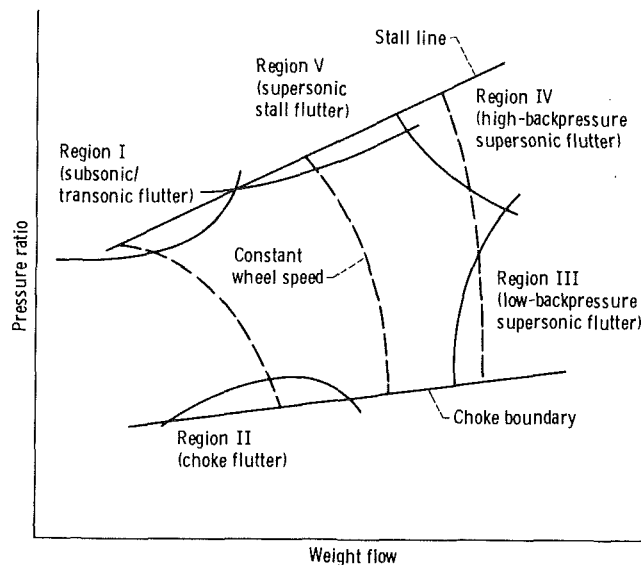 Stall line
Region V
(supersonic
stall flutter)
Region IV
(high-backpressure
supersonic flutter)
Region I
(subsonic/
transonic flutter)
Pressure ratio
Constant
wheel speed
Region III
(low-backpressure
supersonic flutter)
Region II
(choke flutter)
Choke boundary
Weight flow